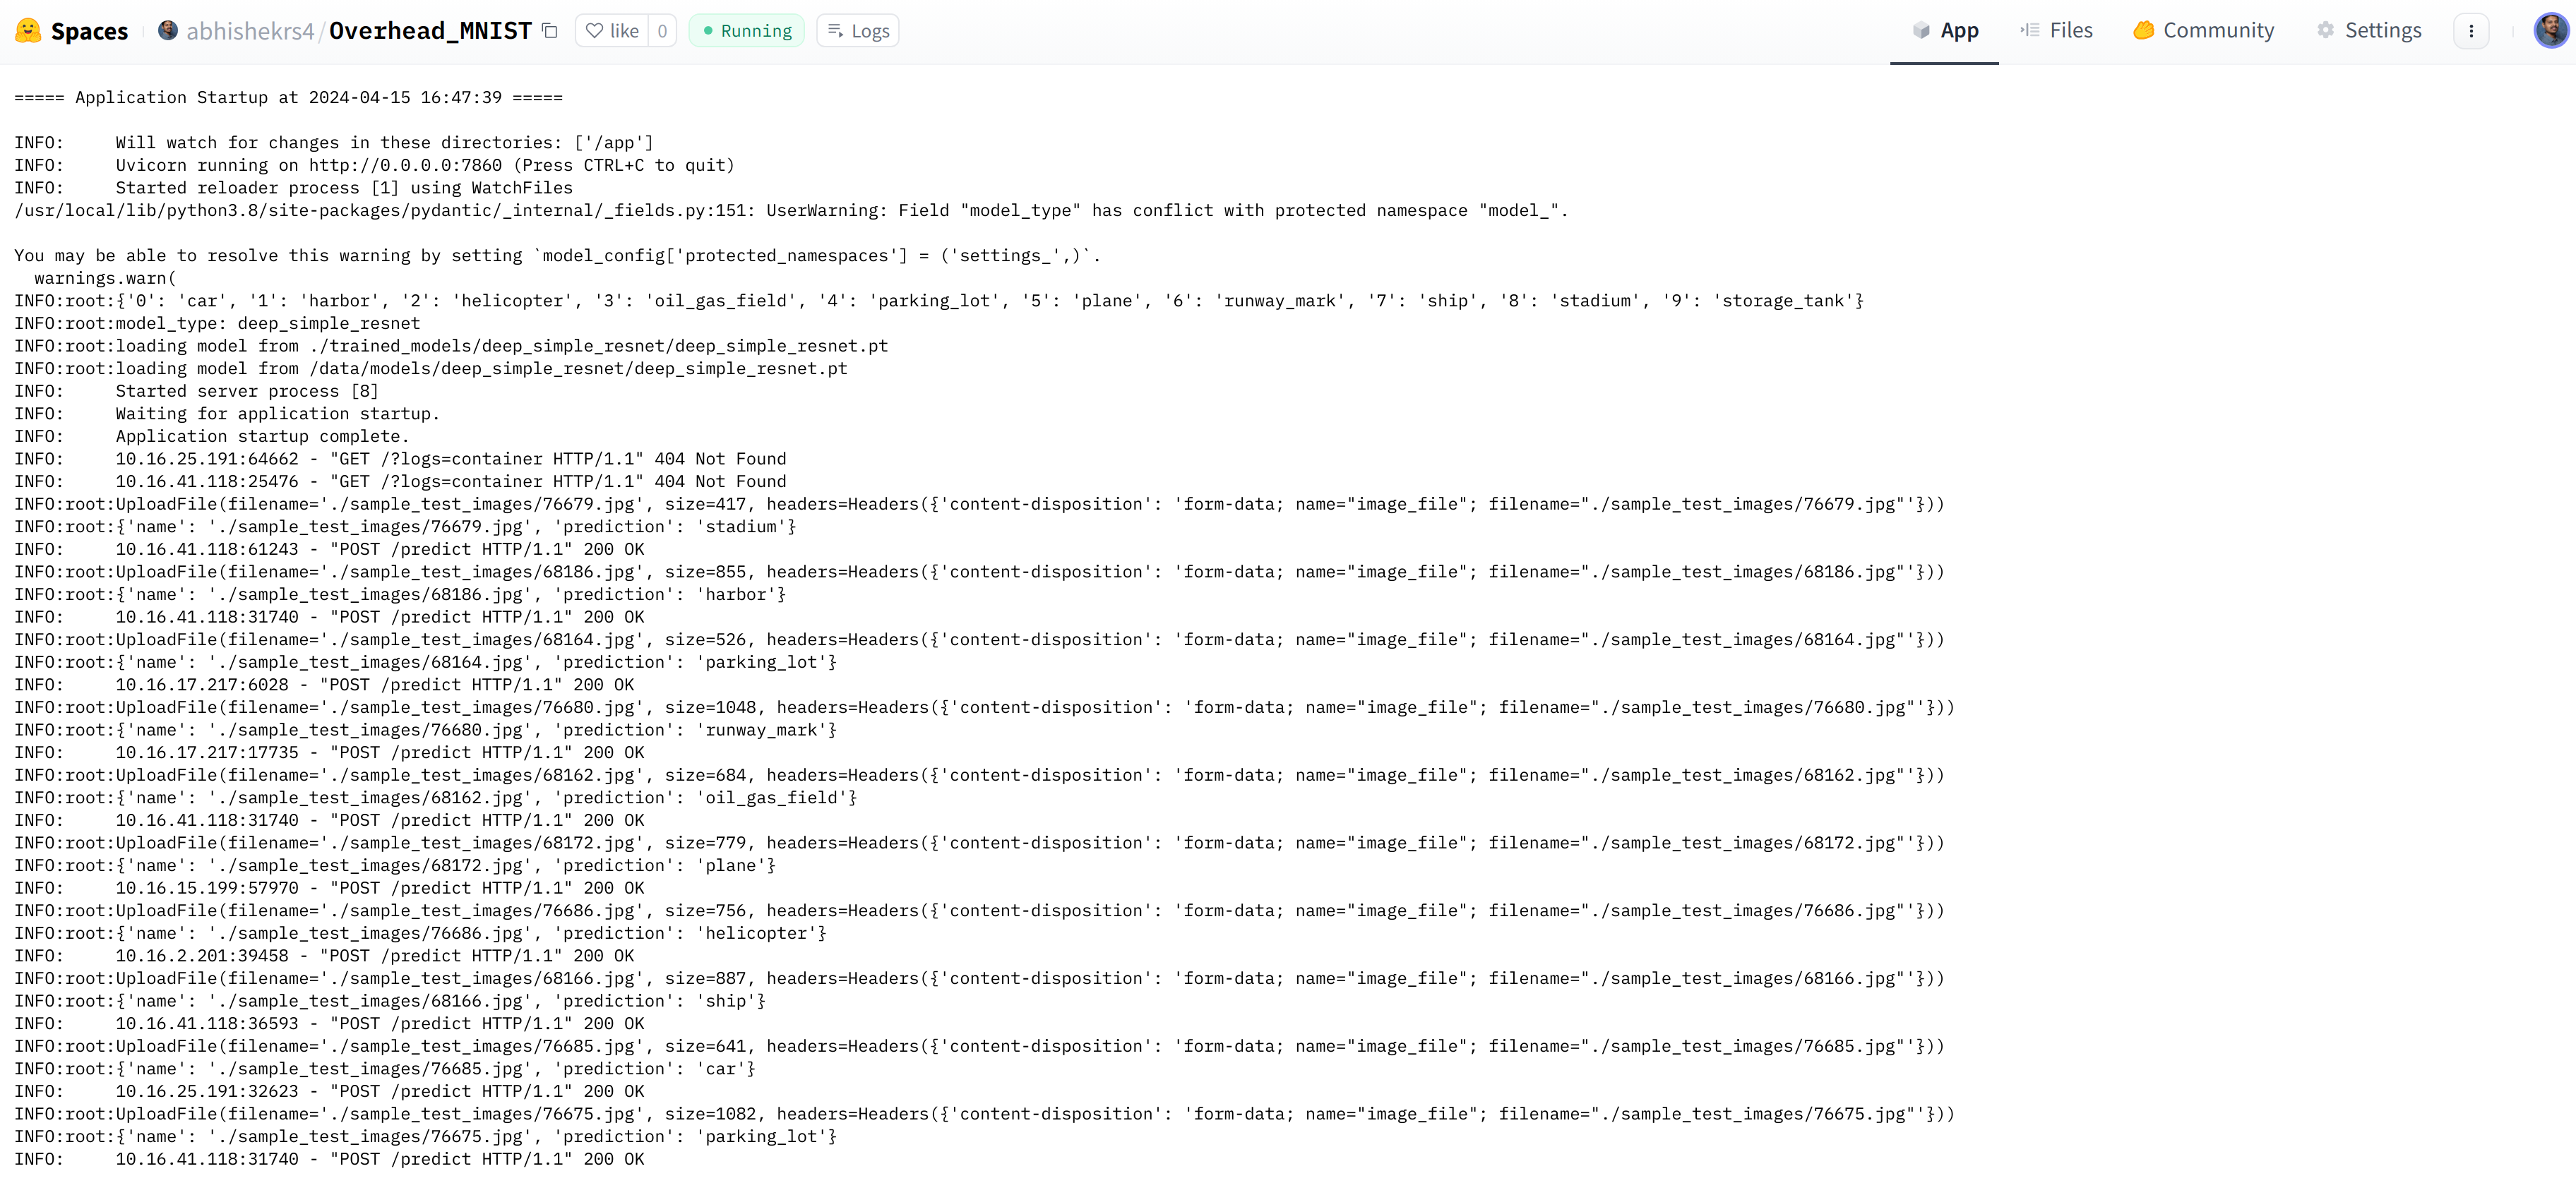 Spaces abhishekrs4/Overhead_MNIST like 0 Running Logs App Files Community Settings
===== Application Startup at 2024-04-15 16:47:39 =====
INFO:     Will watch for changes in these directories: ['/app']
INFO:     Uvicorn running on http://0.0.0.0:7860 (Press CTRL+C to quit)
INFO:     Started reloader process [1] using WatchFiles
/usr/local/lib/python3.8/site-packages/pydantic/_internal/_fields.py:151: UserWarning: Field "model_type" has conflict with protected namespace "model_".
You may be able to resolve this warning by setting `model_config['protected_namespaces'] = ('settings_',)`.
  warnings.warn(
INFO:root:{'0': 'car', '1': 'harbor', '2': 'helicopter', '3': 'oil_gas_field', '4': 'parking_lot', '5': 'plane', '6': 'runway_mark', '7': 'ship', '8': 'stadium', '9': 'storage_tank'}
INFO:root:model_type: deep_simple_resnet
INFO:root:loading model from ./trained_models/deep_simple_resnet/deep_simple_resnet.pt
INFO:root:loading model from /data/models/deep_simple_resnet/deep_simple_resnet.pt
INFO:     Started server process [8]
INFO:     Waiting for application startup.
INFO:     Application startup complete.
INFO:     10.16.25.191:64662 - "GET /?logs=container HTTP/1.1" 404 Not Found
INFO:     10.16.41.118:25476 - "GET /?logs=container HTTP/1.1" 404 Not Found
INFO:root:UploadFile(filename='./sample_test_images/76679.jpg', size=417, headers=Headers({'content-disposition': 'form-data; name="image_file"; filename="./sample_test_images/76679.jpg"'}))
INFO:root:{'name': './sample_test_images/76679.jpg', 'prediction': 'stadium'}
INFO:     10.16.41.118:61243 - "POST /predict HTTP/1.1" 200 OK
INFO:root:UploadFile(filename='./sample_test_images/68186.jpg', size=855, headers=Headers({'content-disposition': 'form-data; name="image_file"; filename="./sample_test_images/68186.jpg"'}))
INFO:root:{'name': './sample_test_images/68186.jpg', 'prediction': 'harbor'}
INFO:     10.16.41.118:31740 - "POST /predict HTTP/1.1" 200 OK
INFO:root:UploadFile(filename='./sample_test_images/68164.jpg', size=526, headers=Headers({'content-disposition': 'form-data; name="image_file"; filename="./sample_test_images/68164.jpg"'}))
INFO:root:{'name': './sample_test_images/68164.jpg', 'prediction': 'parking_lot'}
INFO:     10.16.17.217:6028 - "POST /predict HTTP/1.1" 200 OK
INFO:root:UploadFile(filename='./sample_test_images/76680.jpg', size=1048, headers=Headers({'content-disposition': 'form-data; name="image_file"; filename="./sample_test_images/76680.jpg"'}))
INFO:root:{'name': './sample_test_images/76680.jpg', 'prediction': 'runway_mark'}
INFO:     10.16.17.217:17735 - "POST /predict HTTP/1.1" 200 OK
INFO:root:UploadFile(filename='./sample_test_images/68162.jpg', size=684, headers=Headers({'content-disposition': 'form-data; name="image_file"; filename="./sample_test_images/68162.jpg"'}))
INFO:root:{'name': './sample_test_images/68162.jpg', 'prediction': 'oil_gas_field'}
INFO:     10.16.41.118:31740 - "POST /predict HTTP/1.1" 200 OK
INFO:root:UploadFile(filename='./sample_test_images/68172.jpg', size=779, headers=Headers({'content-disposition': 'form-data; name="image_file"; filename="./sample_test_images/68172.jpg"'}))
INFO:root:{'name': './sample_test_images/68172.jpg', 'prediction': 'plane'}
INFO:     10.16.15.199:57970 - "POST /predict HTTP/1.1" 200 OK
INFO:root:UploadFile(filename='./sample_test_images/76686.jpg', size=756, headers=Headers({'content-disposition': 'form-data; name="image_file"; filename="./sample_test_images/76686.jpg"'}))
INFO:root:{'name': './sample_test_images/76686.jpg', 'prediction': 'helicopter'}
INFO:     10.16.2.201:39458 - "POST /predict HTTP/1.1" 200 OK
INFO:root:UploadFile(filename='./sample_test_images/68166.jpg', size=887, headers=Headers({'content-disposition': 'form-data; name="image_file"; filename="./sample_test_images/68166.jpg"'}))
INFO:root:{'name': './sample_test_images/68166.jpg', 'prediction': 'ship'}
INFO:     10.16.41.118:36593 - "POST /predict HTTP/1.1" 200 OK
INFO:root:UploadFile(filename='./sample_test_images/76685.jpg', size=641, headers=Headers({'content-disposition': 'form-data; name="image_file"; filename="./sample_test_images/76685.jpg"'}))
INFO:root:{'name': './sample_test_images/76685.jpg', 'prediction': 'car'}
INFO:     10.16.25.191:32623 - "POST /predict HTTP/1.1" 200 OK
INFO:root:UploadFile(filename='./sample_test_images/76675.jpg', size=1082, headers=Headers({'content-disposition': 'form-data; name="image_file"; filename="./sample_test_images/76675.jpg"'}))
INFO:root:{'name': './sample_test_images/76675.jpg', 'prediction': 'parking_lot'}
INFO:     10.16.41.118:31740 - "POST /predict HTTP/1.1" 200 OK